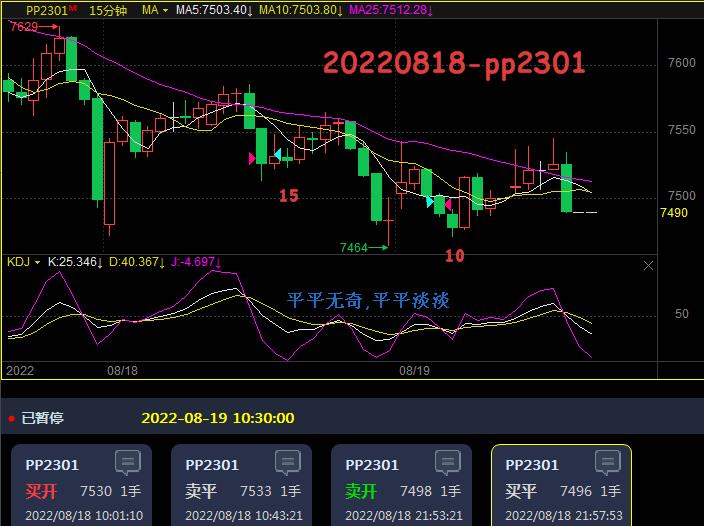 PP2301M 15分钟 MA MA5:7503.40↓ MA10:7503.80↓ MA25:7512.28↓
7629
20220818-pp2301
7600
7550
15
7500
7490
7464
10
KDJ K:25.346↓ D:40.367↓ J:-4.697↓
平平无奇,平平淡淡
50
2022 08/18 08/19
已暂停 2022-08-19 10:30:00
PP2301 PP2301 PP2301 PP2301
买开 7530 1手 卖平 7533 1手 卖开 7498 1手 买平 7496 1手
2022/08/18 10:01:10 2022/08/18 10:43:21 2022/08/18 21:53:21 2022/08/18 21:57:53